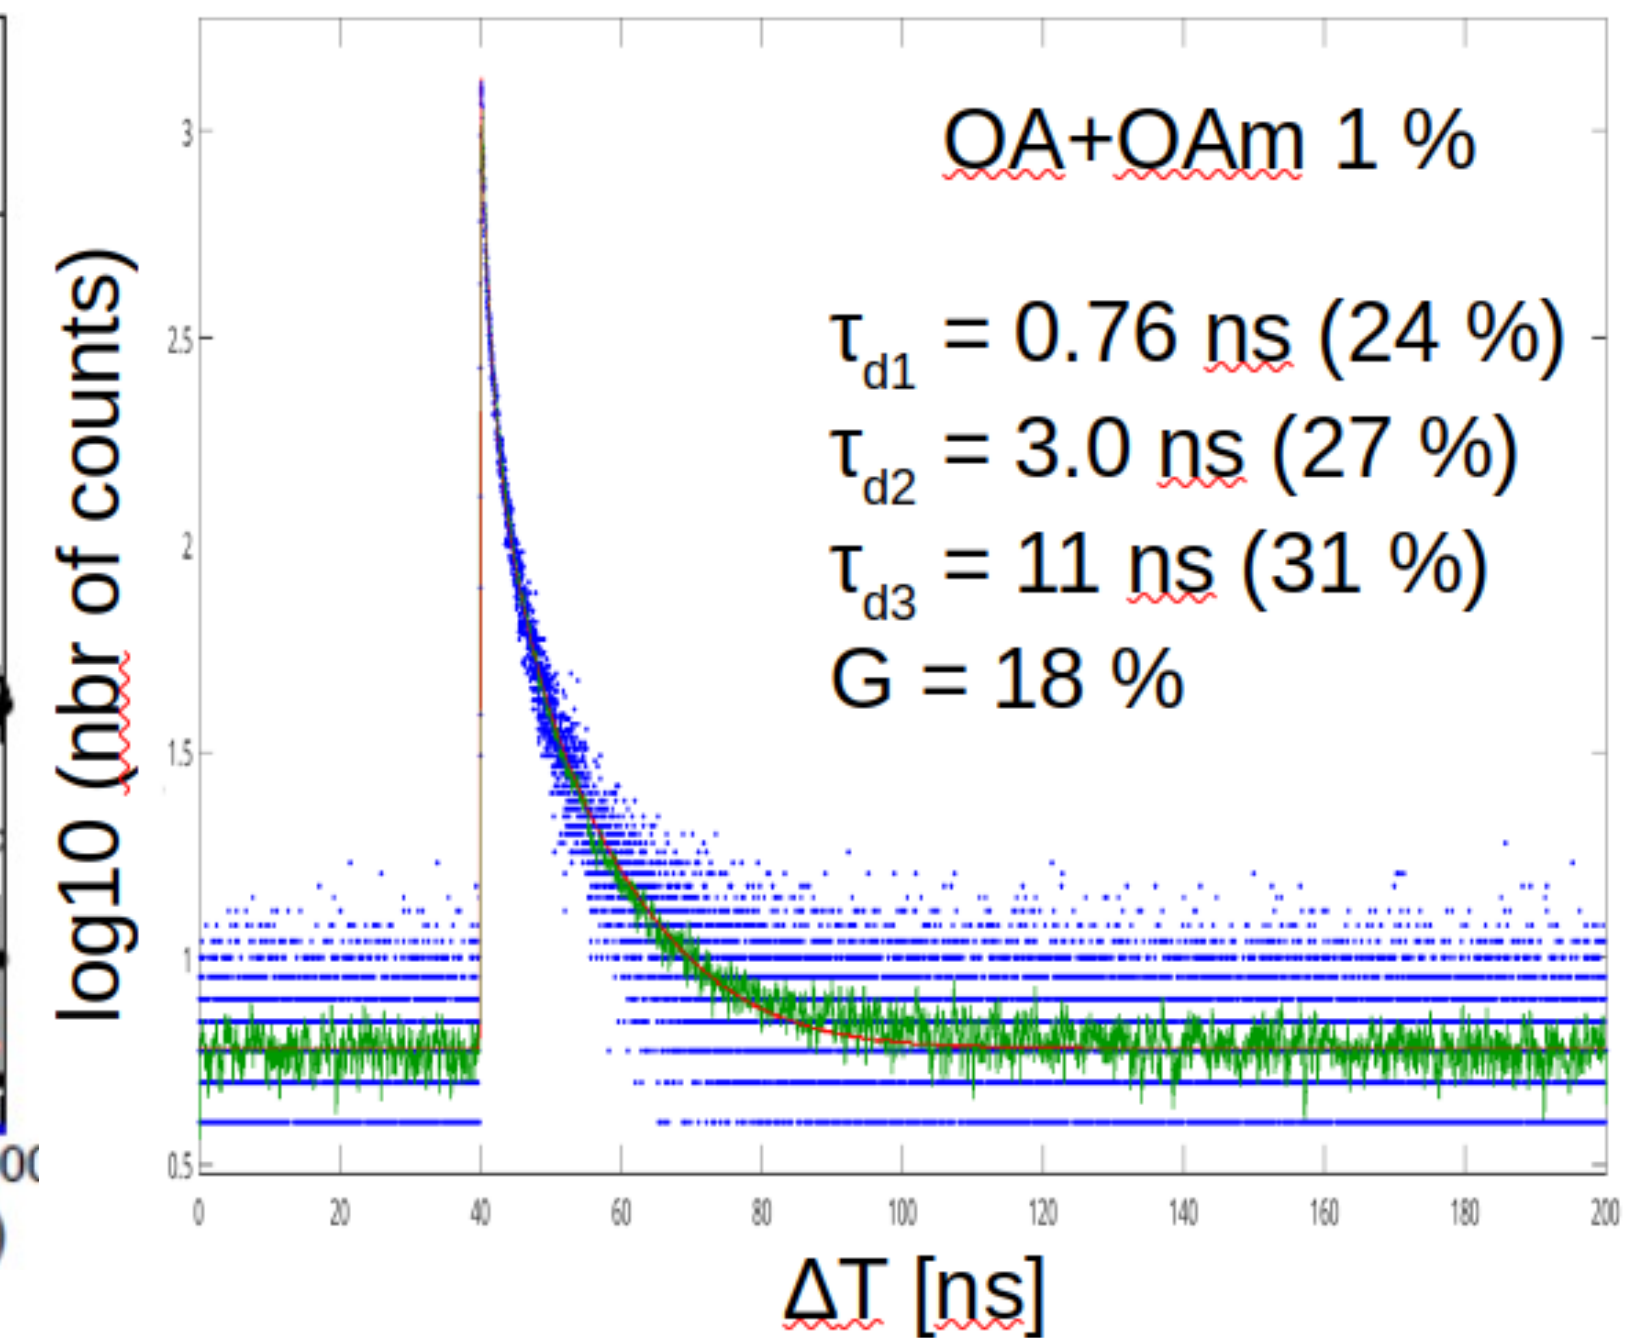 OA+OAm 1 %
τd1 = 0.76 ns (24 %)
τd2 = 3.0 ns (27 %)
τd3 = 11 ns (31 %)
G = 18 %
log10 (nbr of counts)
3
2.5
2
1.5
1
0.5
0 20 40 60 80 100 120 140 160 180 200
ΔT [ns]